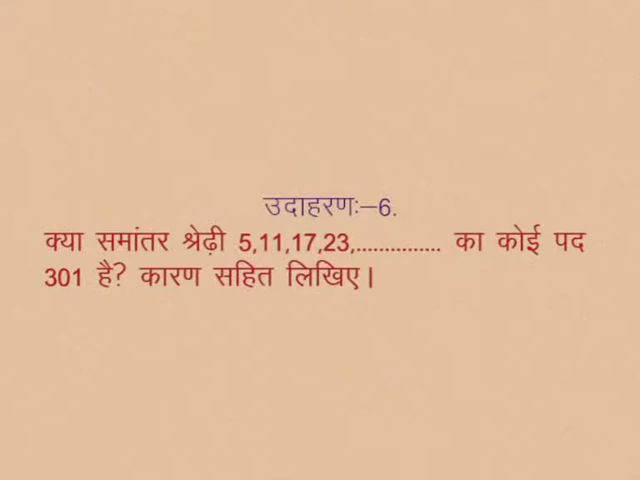 उदाहरणः–6.
क्या समांतर श्रेढ़ी 5,11,17,23,............... का कोई पद
301 है? कारण सहित लिखिए।